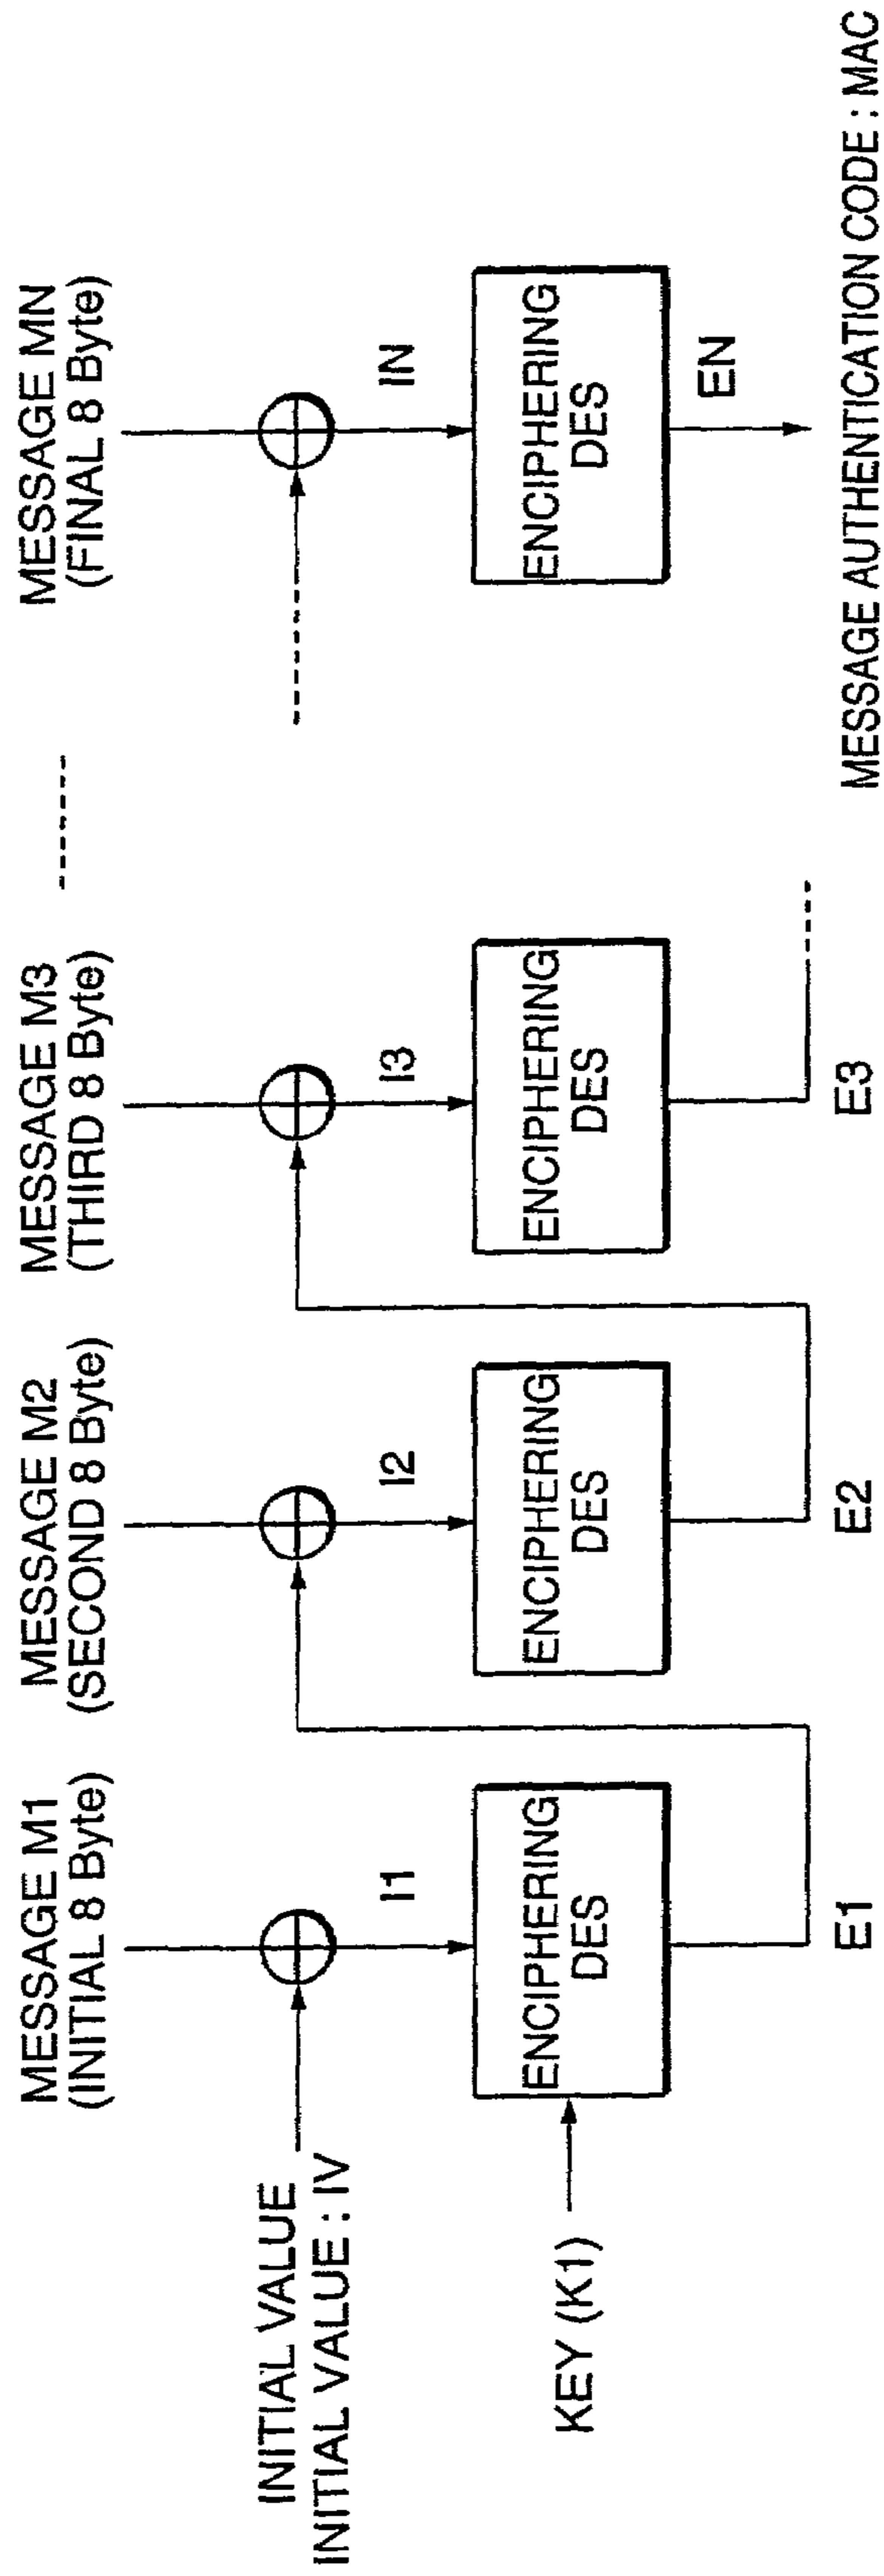 MESSAGE M1
(INITIAL 8 Byte)
MESSAGE M2
(SECOND 8 Byte)
MESSAGE M3
(THIRD 8 Byte)
MESSAGE MN
(FINAL 8 Byte)
INITIAL VALUE
INITIAL VALUE : IV
I1
I2
I3
IN
KEY (K1)
ENCIPHERING
DES
ENCIPHERING
DES
ENCIPHERING
DES
ENCIPHERING
DES
E1
E2
E3
EN
MESSAGE AUTHENTICATION CODE : MAC